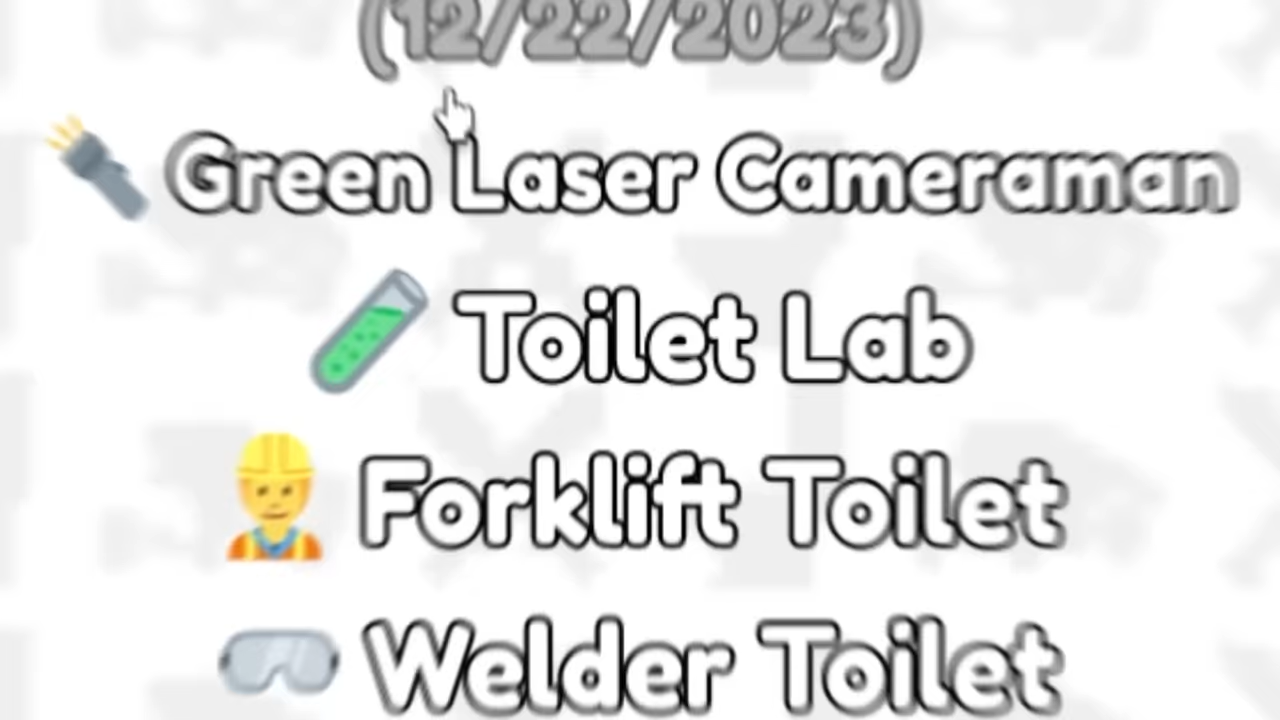 (12/22/2023)
🔦 Green Laser Cameraman
🧪 Toilet Lab
👷 Forklift Toilet
🥽 Welder Toilet